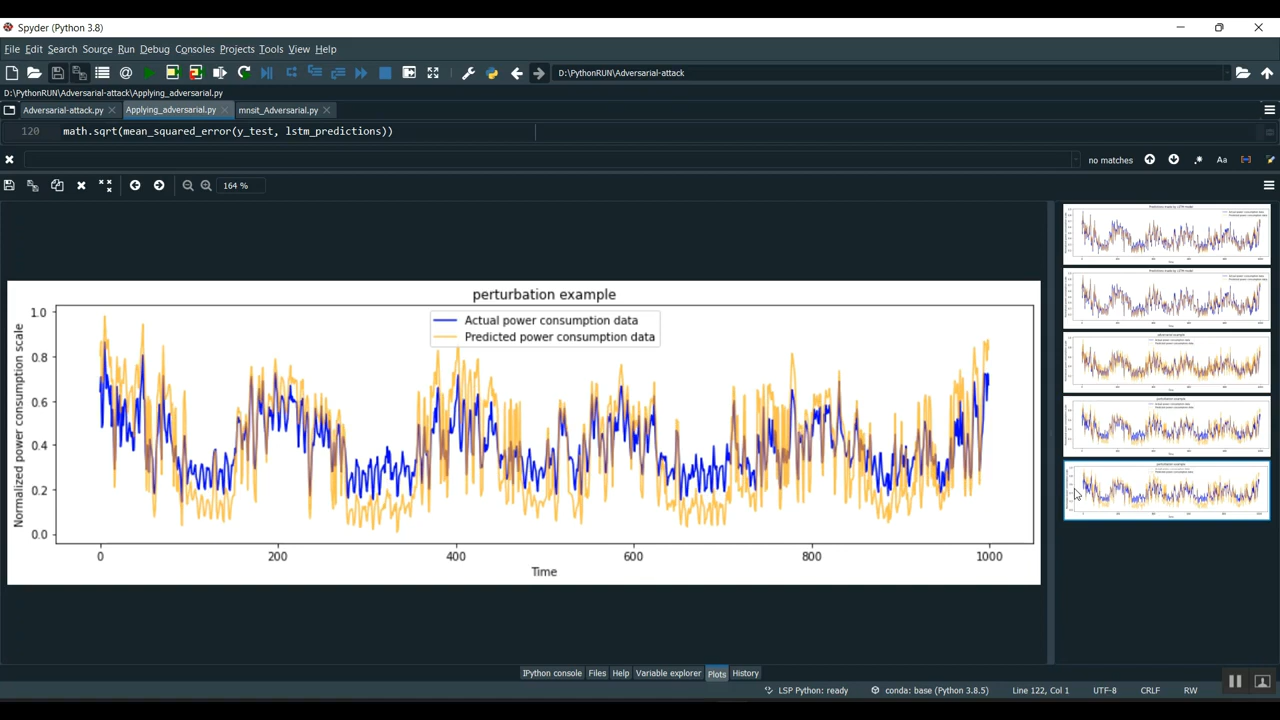 Spyder (Python 3.8)
File Edit Search Source Run Debug Consoles Projects Tools View Help
D:\PythonRUN\Adversarial-attack
D:\PythonRUN\Adversarial-attack\Applying_adversarial.py
Adversarial-attack.py Applying_adversarial.py mnsit_Adversarial.py
120 math.sqrt(mean_squared_error(y_test, lstm_predictions))
no matches Aa
164 %
perturbation example
Actual power consumption data
Predicted power consumption data
Normalized power consumption scale
1.0
0.8
0.6
0.4
0.2
0.0
0 200 400 600 800 1000
Time
IPython console Files Help Variable explorer Plots History
LSP Python: ready conda: base (Python 3.8.5) Line 122, Col 1 UTF-8 CRLF RW